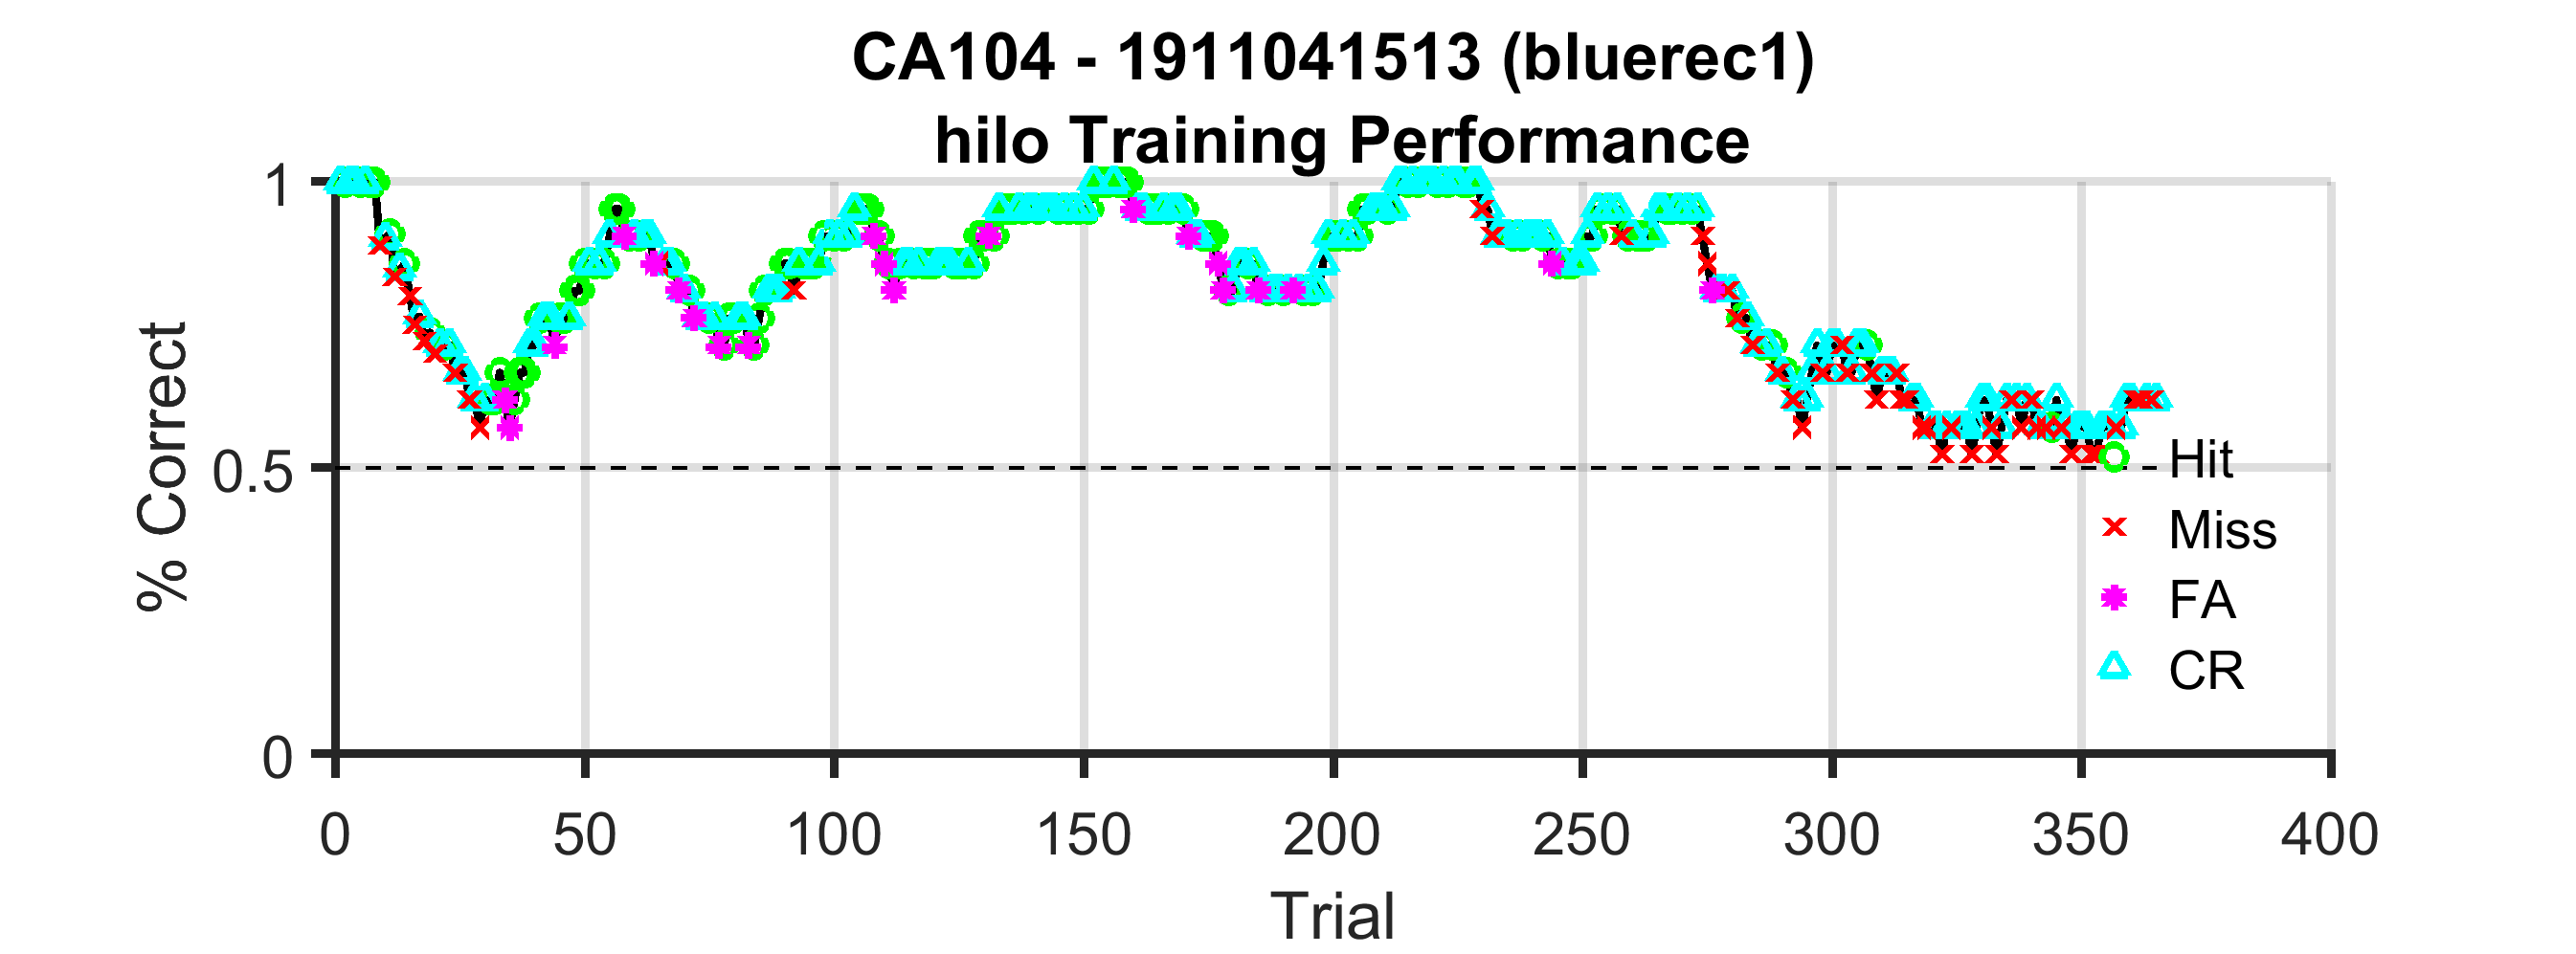 CA104 - 1911041513 (bluerec1)
hilo Training Performance
% Correct
1
0.5
0
Hit
Miss
FA
CR
0 50 100 150 200 250 300 350 400
Trial